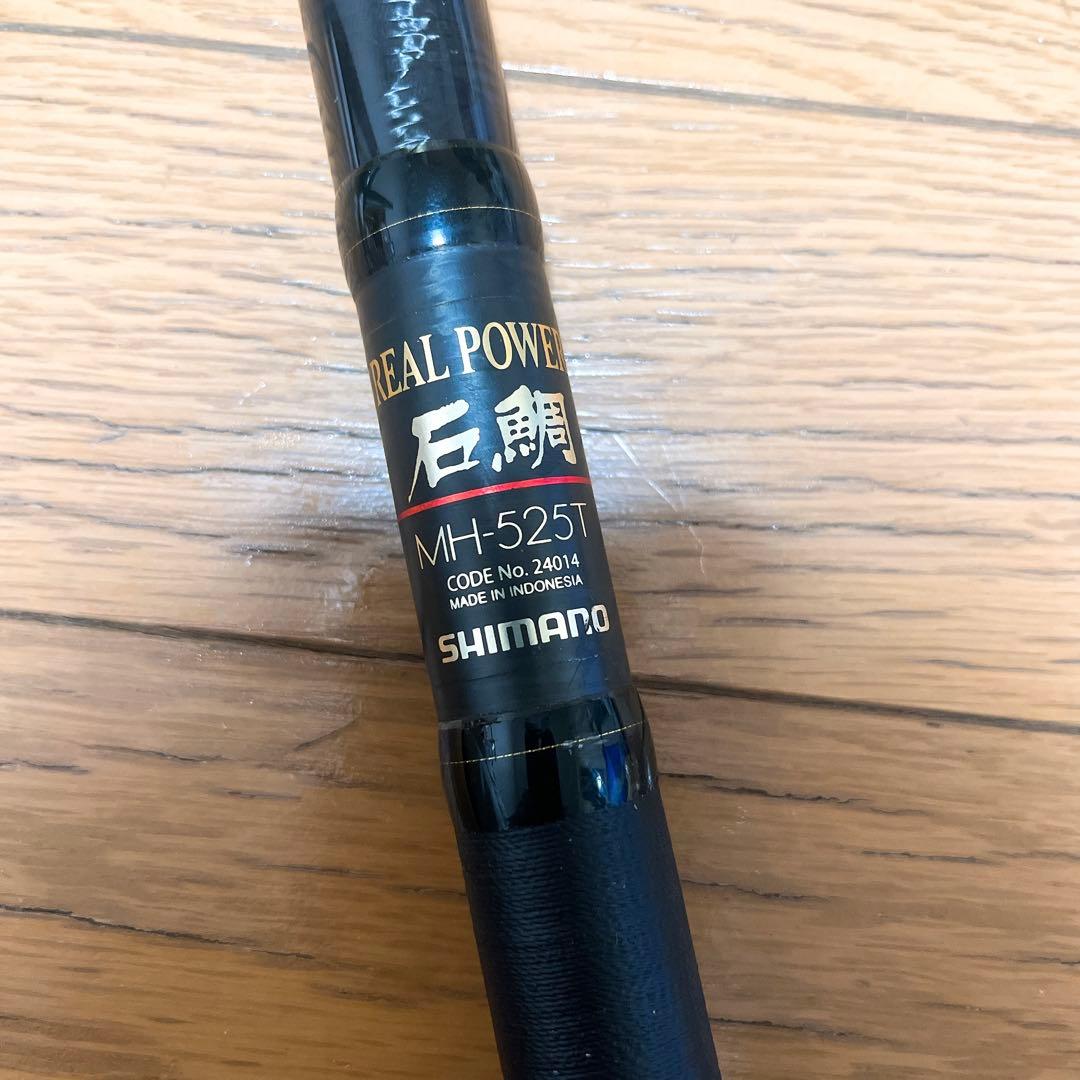 REAL POWER
石鯛
MH-525T
CODE No. 24014
MADE IN INDONESIA
SHIMANO